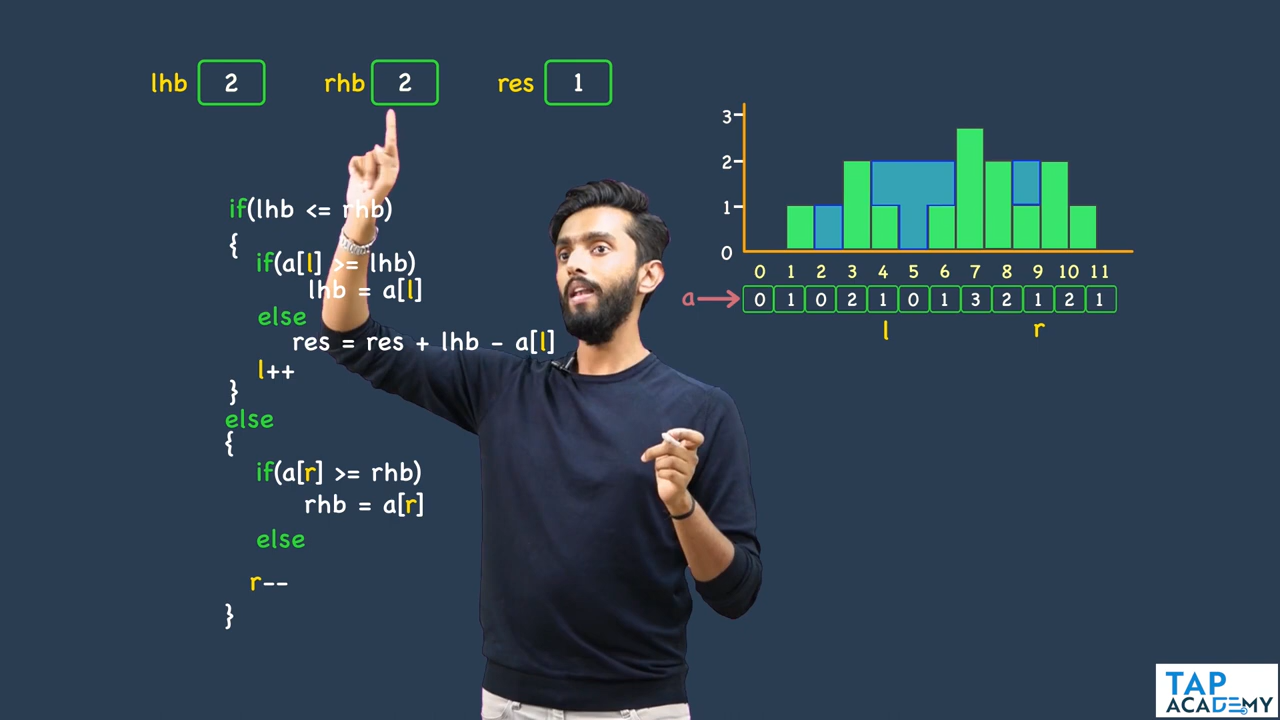 lhb 2 rhb 2 res 1
if(lhb <= rhb)
{
if(a[l] >= lhb)
lhb = a[l]
else
res = res + lhb - a[l]
l++
}
else
{
if(a[r] >= rhb)
rhb = a[r]
else
r--
}
3
2
1
0
0 1 2 3 4 5 6 7 8 9 10 11
a 0 1 0 2 1 0 1 3 2 1 2 1
l r
TAP
ACADEMY